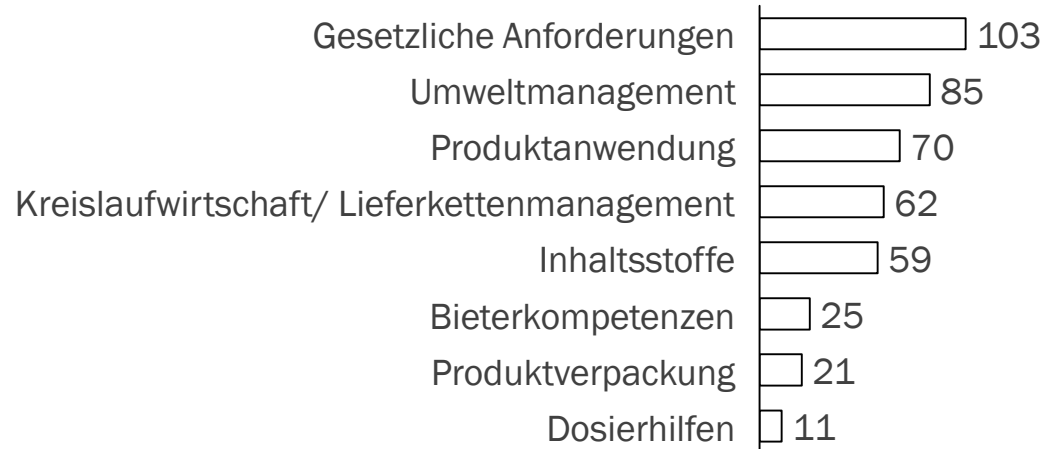 Gesetzliche Anforderungen 103
Umweltmanagement 85
Produktanwendung 70
Kreislaufwirtschaft/ Lieferkettenmanagement 62
Inhaltsstoffe 59
Bieterkompetenzen 25
Produktverpackung 21
Dosierhilfen 11